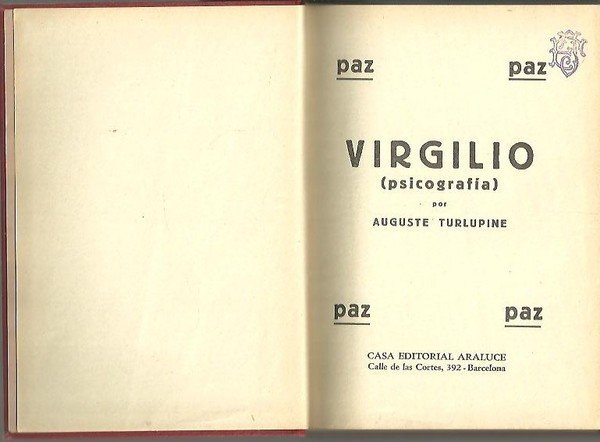 paz paz
VIRGILIO
(psicografía)
por
AUGUSTE TURLUPINE
paz paz
CASA EDITORIAL ARALUCE
Calle de las Cortes, 392 - Barcelona